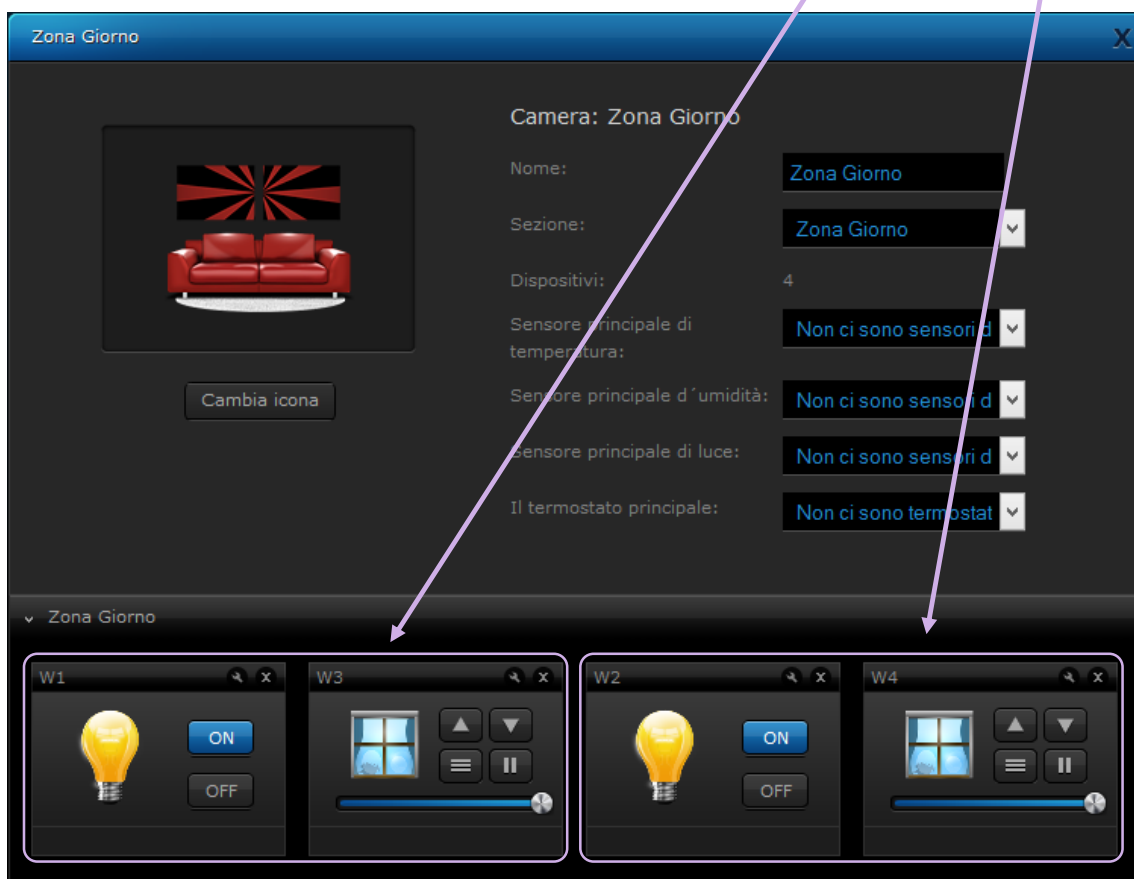 Zona Giorno
X
Camera: Zona Giorno
Nome:
Zona Giorno
Sezione:
Zona Giorno
Dispositivi:
4
Sensore principale di
temperatura:
Non ci sono sensori d
Cambia icona
Sensore principale d´umidità:
Non ci sono sensori d
Sensore principale di luce:
Non ci sono sensori d
Il termostato principale:
Non ci sono termostat
Zona Giorno
W1
X
W3
X
W2
X
W4
X
ON
OFF
ON
OFF